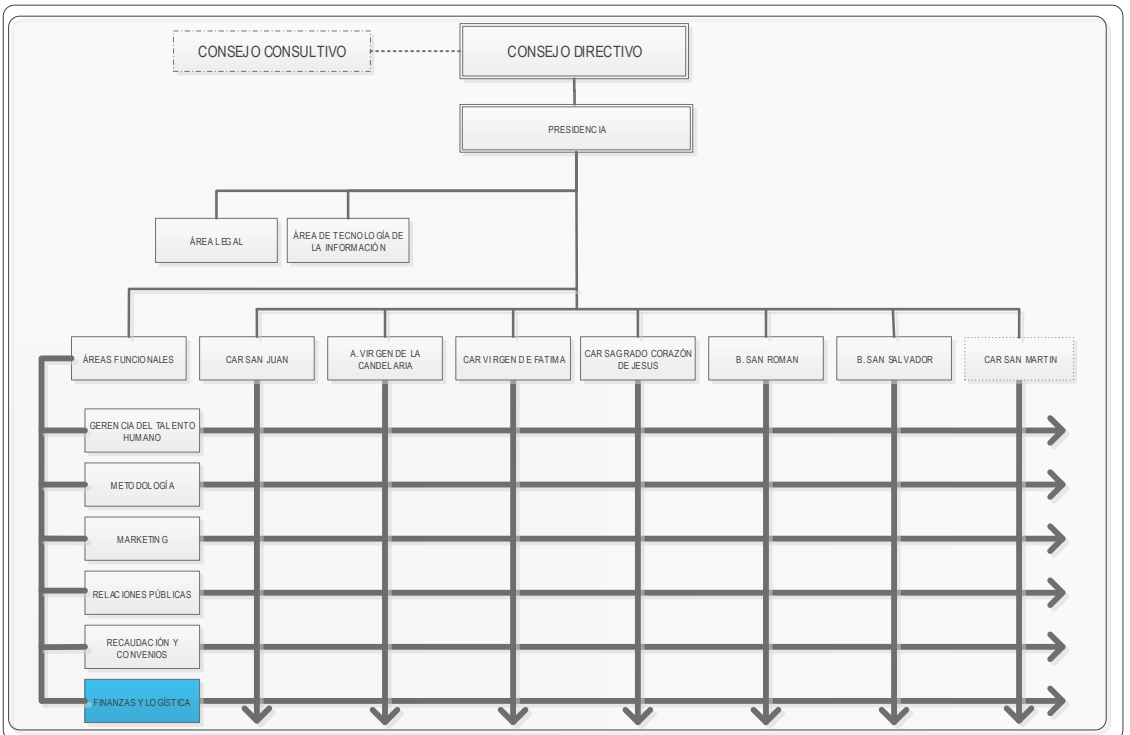 CONSEJO CONSULTIVO
CONSEJO DIRECTIVO
PRESIDENCIA
ÁREA LEGAL
ÁREA DE TECNOLOGÍA DE
LA INFORMACIÓN
ÁREAS FUNCIONALES
CAR SAN JUAN
A. VIRGEN DE LA
CANDELARIA
CAR VIRGEN DE FATIMA
CAR SAGRADO CORAZÓN
DE JESUS
B. SAN ROMAN
B. SAN SALVADOR
CAR SAN MARTIN
GERENCIA DEL TALENTO
HUMANO
METODOLOGÍA
MARKETING
RELACIONES PÚBLICAS
RECAUDACIÓN Y
CONVENIOS
FINANZAS Y LOGÍSTICA